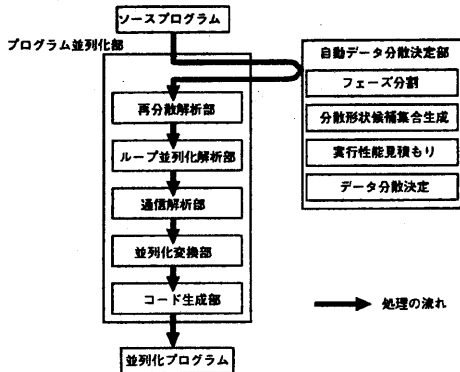 ソースプログラム
プログラム並列化部
自動データ分散決定部
フェーズ分割
分散形状候補集合生成
実行性能見積もり
データ分散決定
再分散解析部
ループ並列化解析部
通信解析部
並列化変換部
コード生成部
処理の流れ
並列化プログラム